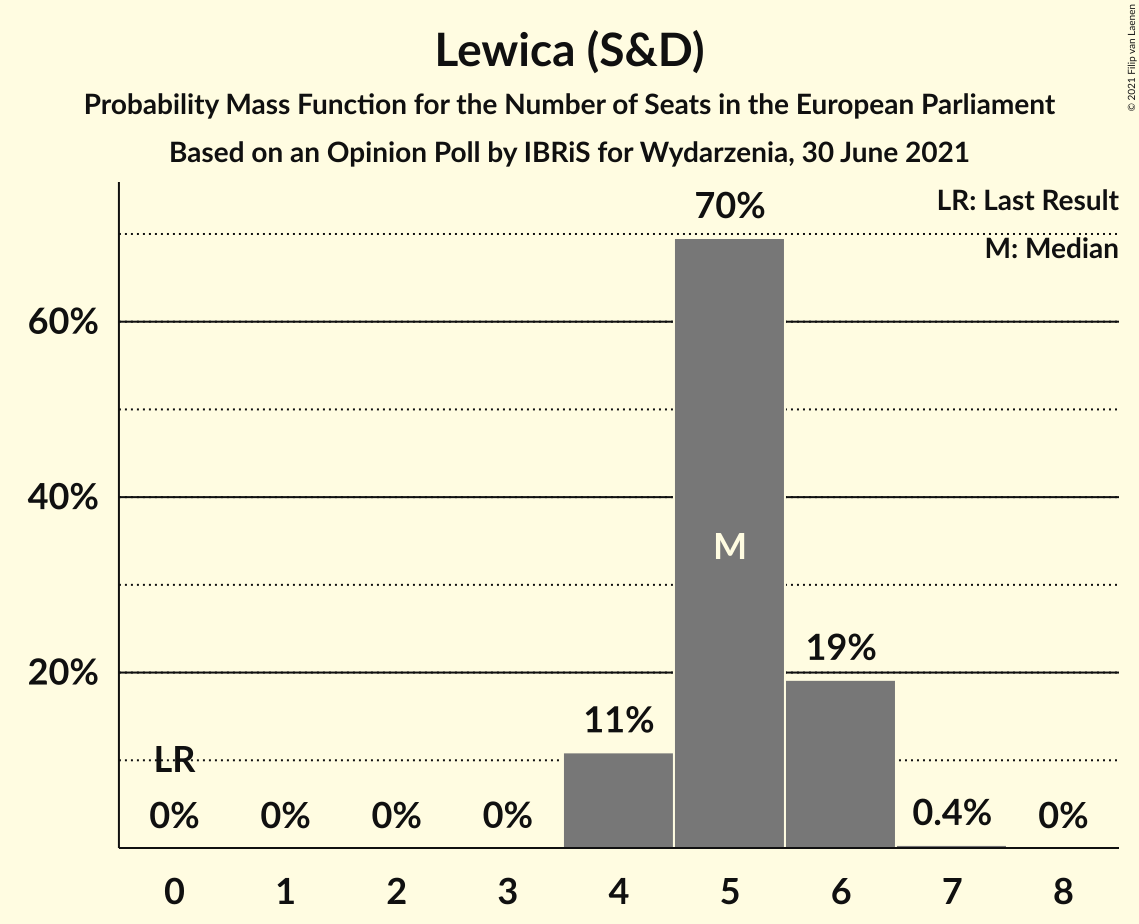 Lewica (S&D)
Probability Mass Function for the Number of Seats in the European Parliament
Based on an Opinion Poll by IBRiS for Wydarzenia, 30 June 2021
© 2021 Filip van Laenen
LR: Last Result
M: Median
70%
60%
40%
M
20%
19%
11%
LR
0%
0%
0%
0%
0.4%
0%
0 1 2 3 4 5 6 7 8